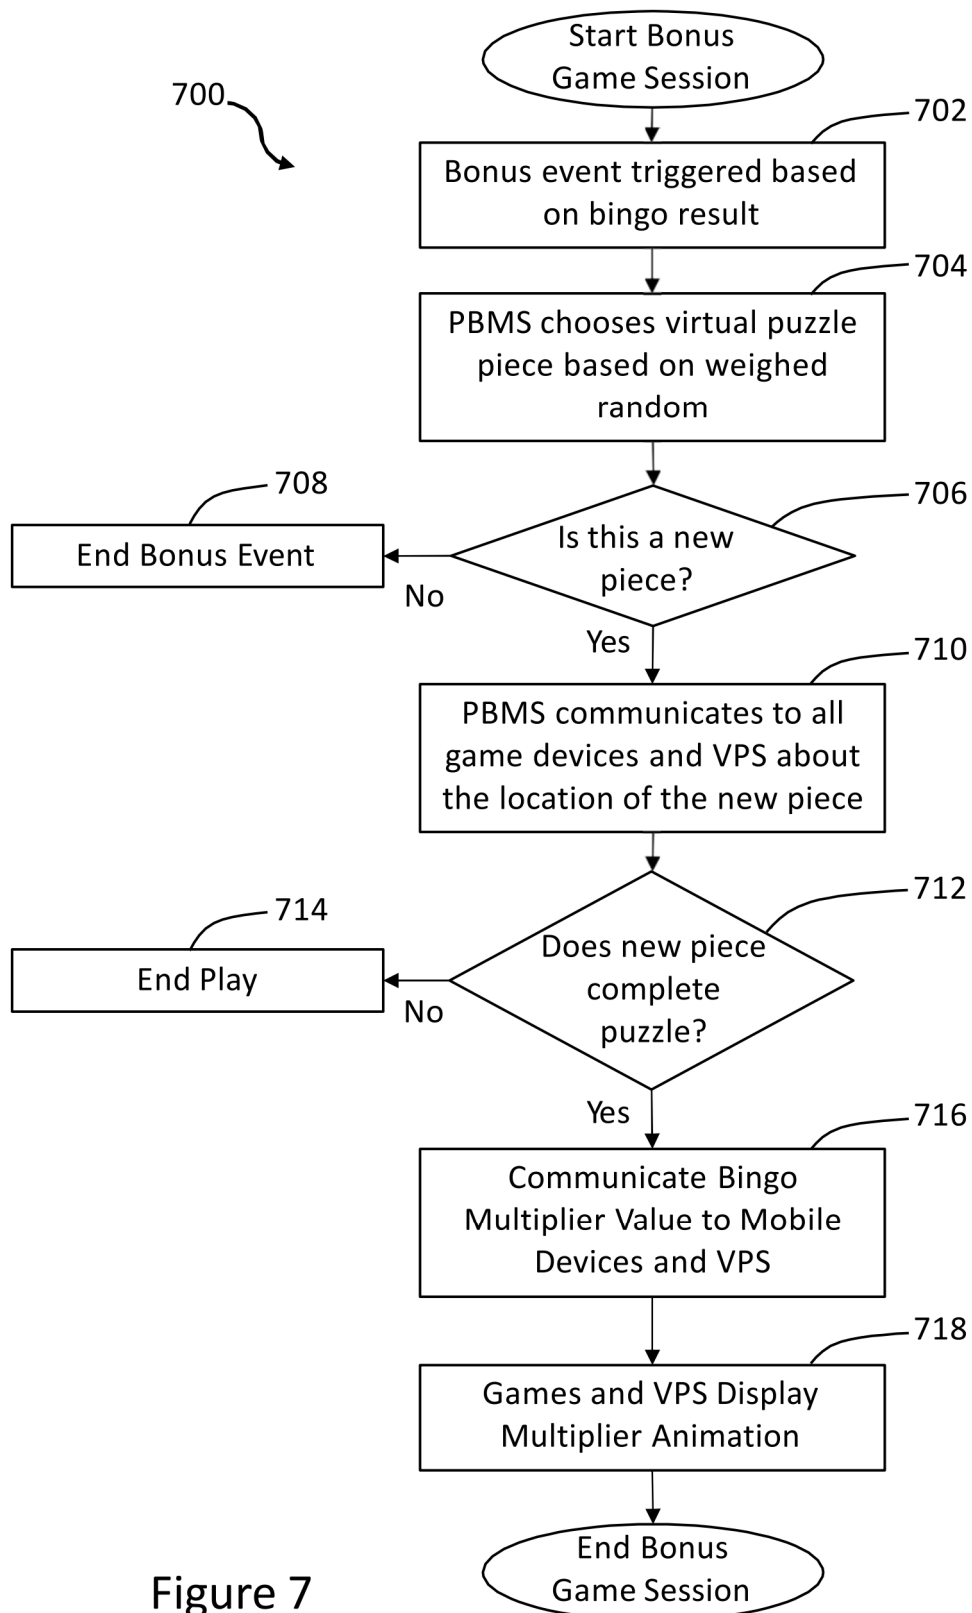 Start Bonus
Game Session
700
702
Bonus event triggered based
on bingo result
704
PBMS chooses virtual puzzle
piece based on weighed
random
708
706
End Bonus Event
Is this a new
piece?
No
Yes
710
PBMS communicates to all
game devices and VPS about
the location of the new piece
712
714
Does new piece
complete
puzzle?
End Play
No
Yes
716
Communicate Bingo
Multiplier Value to Mobile
Devices and VPS
718
Games and VPS Display
Multiplier Animation
End Bonus
Game Session
Figure 7